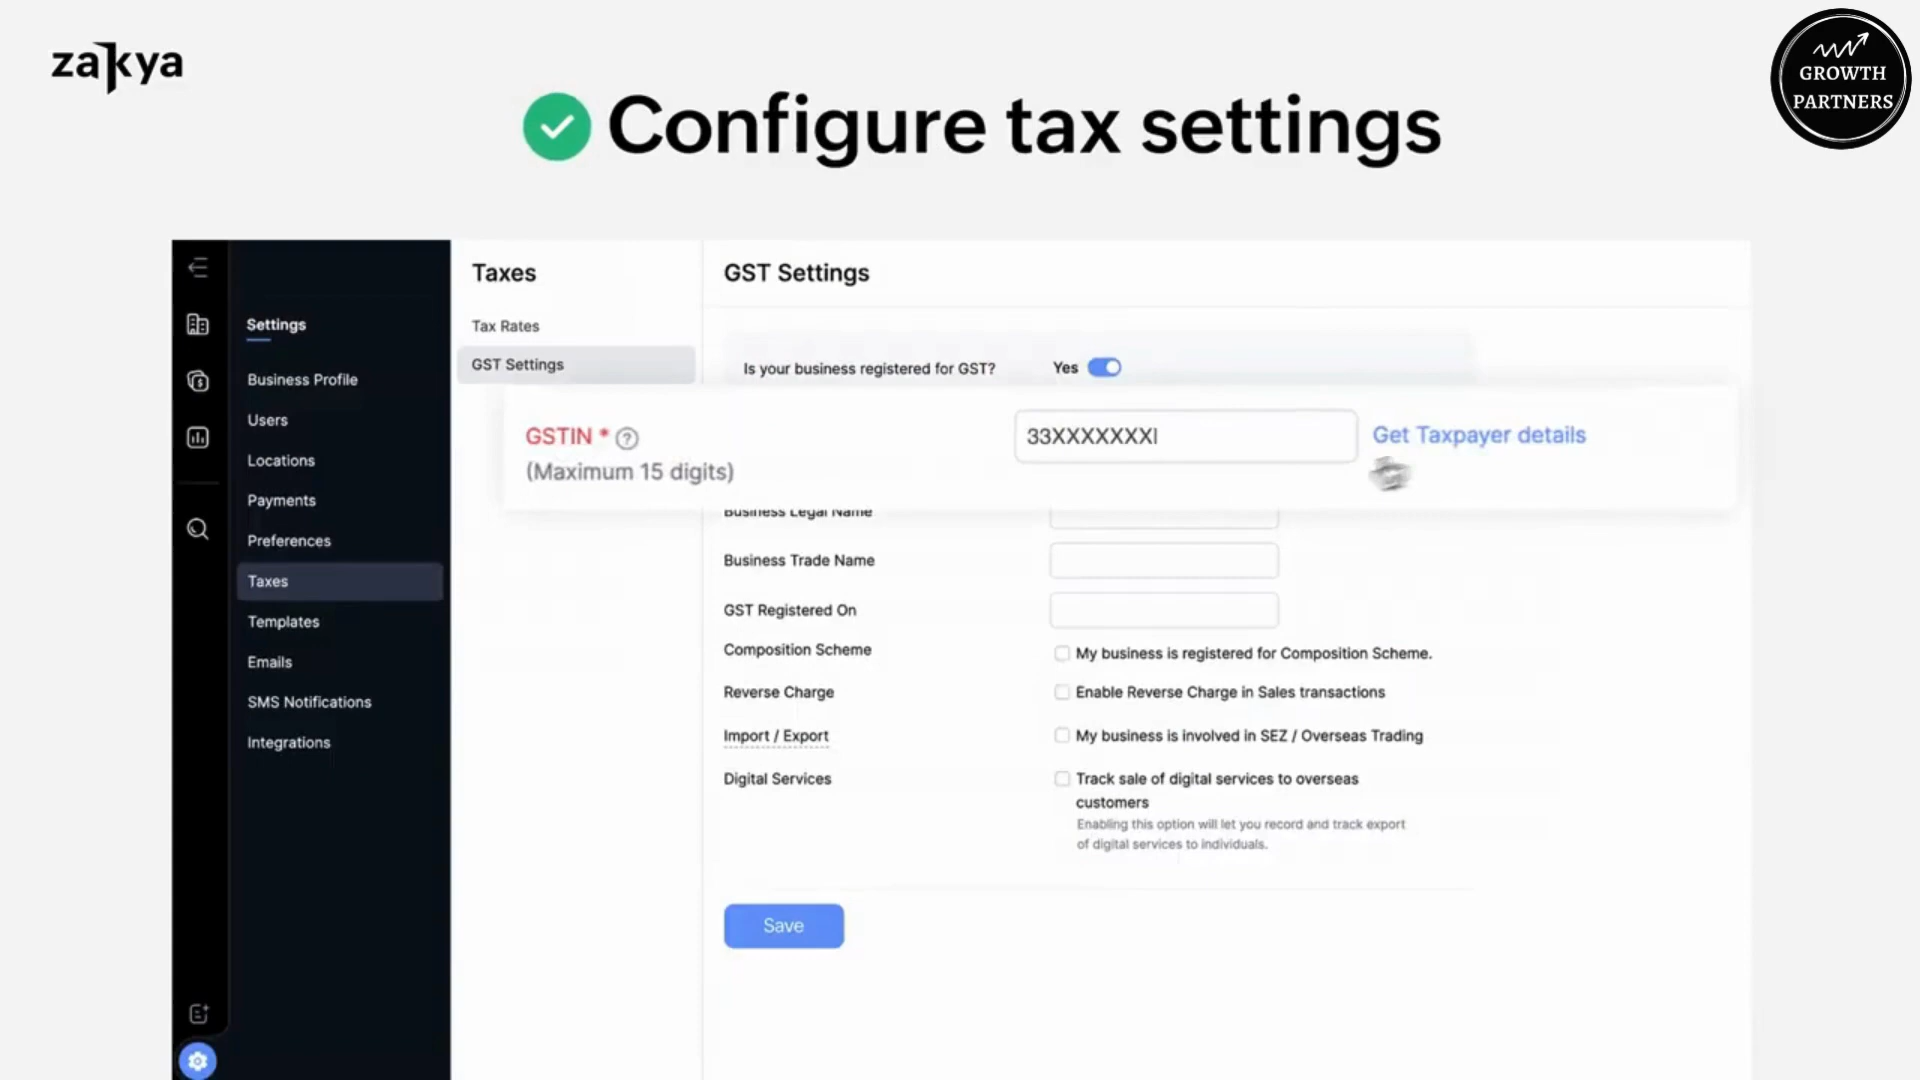 zakya
GROWTH
PARTNERS
Configure tax settings
Taxes
GST Settings
Settings
Tax Rates
GST Settings
Is your business registered for GST?
Yes
Business Profile
Users
GSTIN *
33XXXXXXX
Get Taxpayer details
(Maximum 15 digits)
Locations
Payments
Business Legal Name
Preferences
Business Trade Name
Taxes
GST Registered On
Templates
Composition Scheme
My business is registered for Composition Scheme.
Emails
Reverse Charge
Enable Reverse Charge in Sales transactions
SMS Notifications
Import / Export
My business is involved in SEZ / Overseas Trading
Integrations
Digital Services
Track sale of digital services to overseas
customers
Enabling this option will let you record and track export
of digital services to individuals.
Save